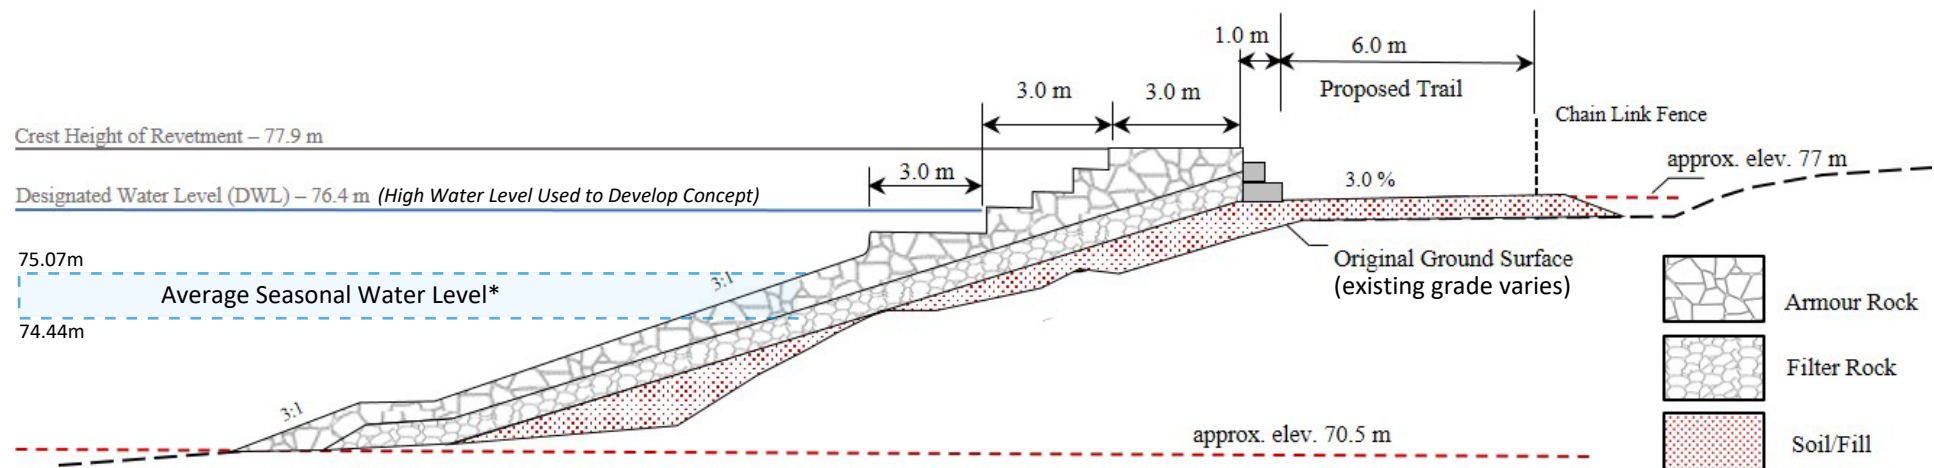 1.0 m
6.0 m
3.0 m
3.0 m
Proposed Trail
Chain Link Fence
Crest Height of Revetment – 77.9 m
approx. elev. 77 m
3.0 m
3.0 %
Designated Water Level (DWL) – 76.4 m (High Water Level Used to Develop Concept)
75.07m
Original Ground Surface
(existing grade varies)
3:1
Average Seasonal Water Level*
74.44m
Armour Rock
Filter Rock
3:1
approx. elev. 70.5 m
Soil/Fill